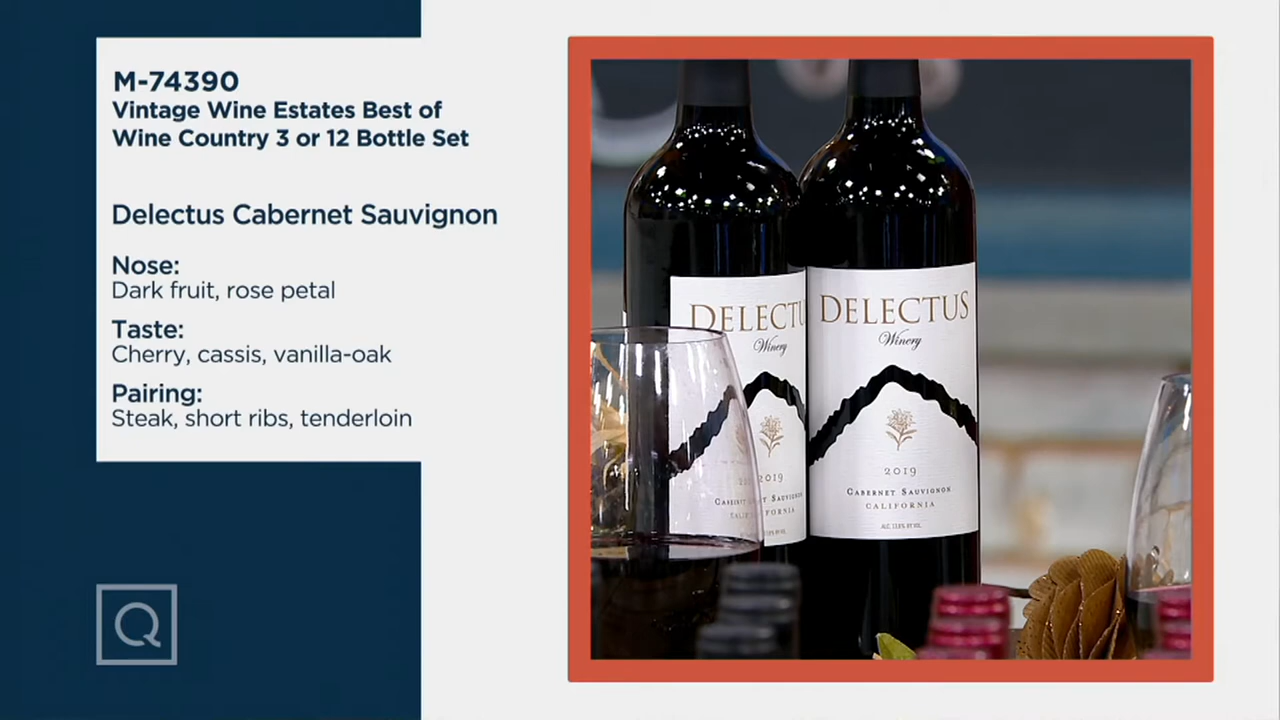 M-74390
Vintage Wine Estates Best of
Wine Country 3 or 12 Bottle Set
Delectus Cabernet Sauvignon
Nose:
Dark fruit, rose petal
Taste:
Cherry, cassis, vanilla-oak
Pairing:
Steak, short ribs, tenderloin
Q
DELECTU
Winery
2019
DELECTUS
Winery
2019
CABERNET SAUVIGNON
CALIFORNIA